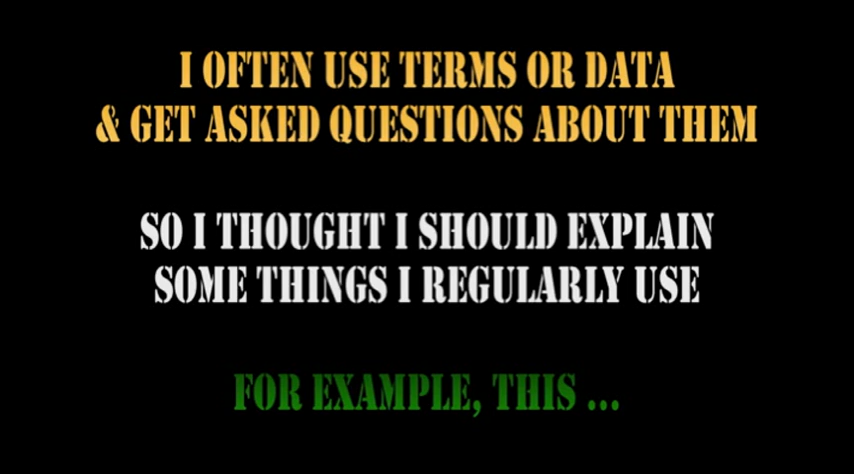 I OFTEN USE TERMS OR DATA
& GET ASKED QUESTIONS ABOUT THEM
SO I THOUGHT I SHOULD EXPLAIN
SOME THINGS I REGULARLY USE
FOR EXAMPLE, THIS ...